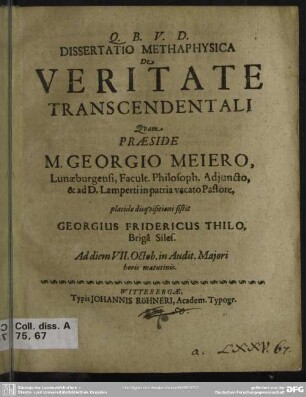 Q. B. V. D.
DISSERTATIO METHAPHYSICA
De
VERITATE
TRANSCENDENTALI
Quam
PRÆSIDE
M. GEORGIO MEIERO,
Lunæburgensi, Facult. Philosoph. Adjuncto,
& ad D. Lamperti in patria vocato Pastore,
placidæ disquisitioni sistit
GEORGIUS FRIDERICUS THILO,
Brigâ Siles.
Ad diem VII. Octob. in Audit. Majori
horis matutinis.
WITTEBERGÆ,
Typis JOHANNIS RÖHNERI, Academ. Typogr.
Coll. diss. A
75, 67
a. LXXV. 67.
DFG